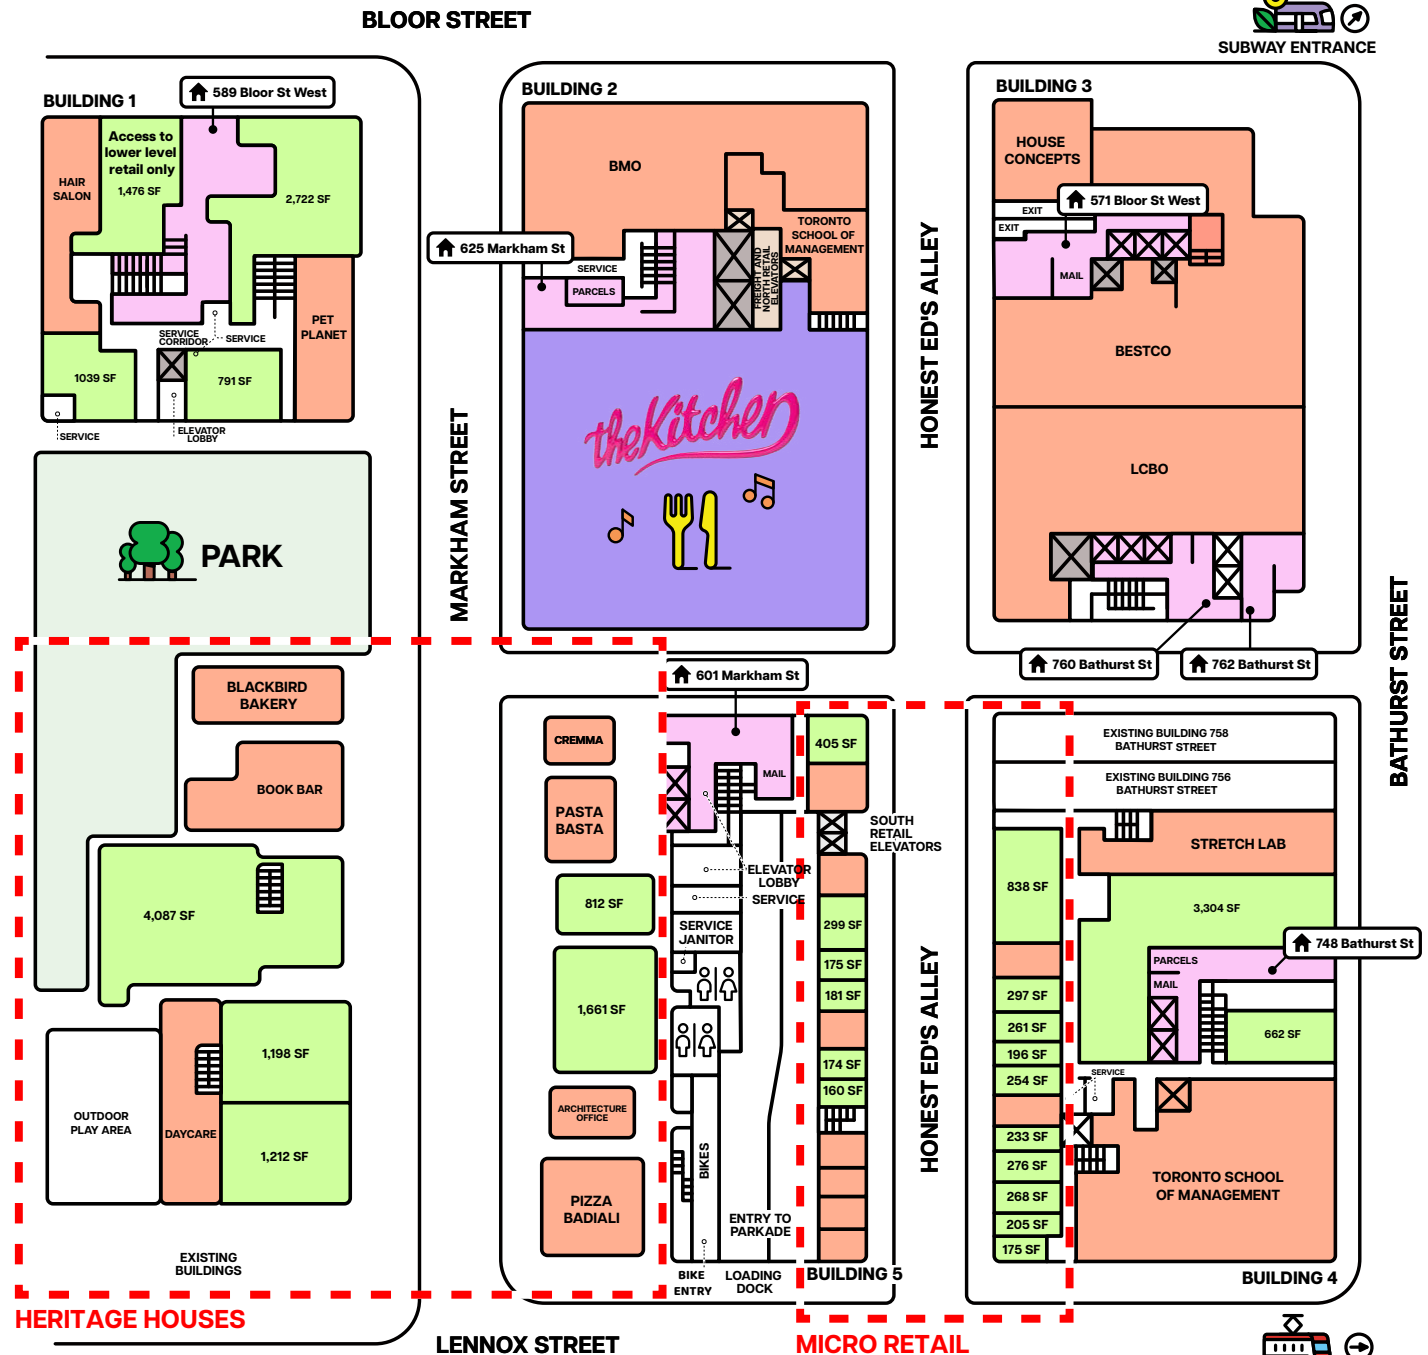 BLOOR STREET
SUBWAY ENTRANCE
BUILDING 1
589 Bloor St West
HAIR
SALON
Access to
lower level
retail only
1,476 SF
2,722 SF
PET
PLANET
SERVICE
CORRIDOR
SERVICE
1039 SF
791 SF
SERVICE
ELEVATOR
LOBBY
PARK
MARKHAM STREET
BUILDING 2
BMO
625 Markham St
SERVICE
PARCELS
FREIGHT AND
NORTH RETAIL
ELEVATORS
TORONTO
SCHOOL OF
MANAGEMENT
the Kitchen
HONEST ED'S ALLEY
BUILDING 3
HOUSE
CONCEPTS
571 Bloor St West
EXIT
EXIT
MAIL
BESTCO
LCBO
760 Bathurst St
762 Bathurst St
BATHURST STREET
BLACKBIRD
BAKERY
BOOK BAR
4,087 SF
1,198 SF
OUTDOOR
PLAY AREA
DAYCARE
1,212 SF
EXISTING
BUILDINGS
HERITAGE HOUSES
601 Markham St
CREMMA
PASTA
BASTA
812 SF
1,661 SF
ARCHITECTURE
OFFICE
PIZZA
BADIALI
MAIL
ELEVATOR
LOBBY
SERVICE
SERVICE
JANITOR
BIKES
ENTRY TO
PARKADE
BIKE
ENTRY
LOADING
DOCK
405 SF
SOUTH
RETAIL
ELEVATORS
299 SF
175 SF
181 SF
174 SF
160 SF
BUILDING 5
HONEST ED'S ALLEY
EXISTING BUILDING 758
BATHURST STREET
EXISTING BUILDING 756
BATHURST STREET
STRETCH LAB
838 SF
3,304 SF
748 Bathurst St
PARCELS
MAIL
297 SF
261 SF
196 SF
254 SF
662 SF
SERVICE
233 SF
276 SF
268 SF
205 SF
175 SF
TORONTO SCHOOL
OF MANAGEMENT
BUILDING 4
LENNOX STREET
MICRO RETAIL